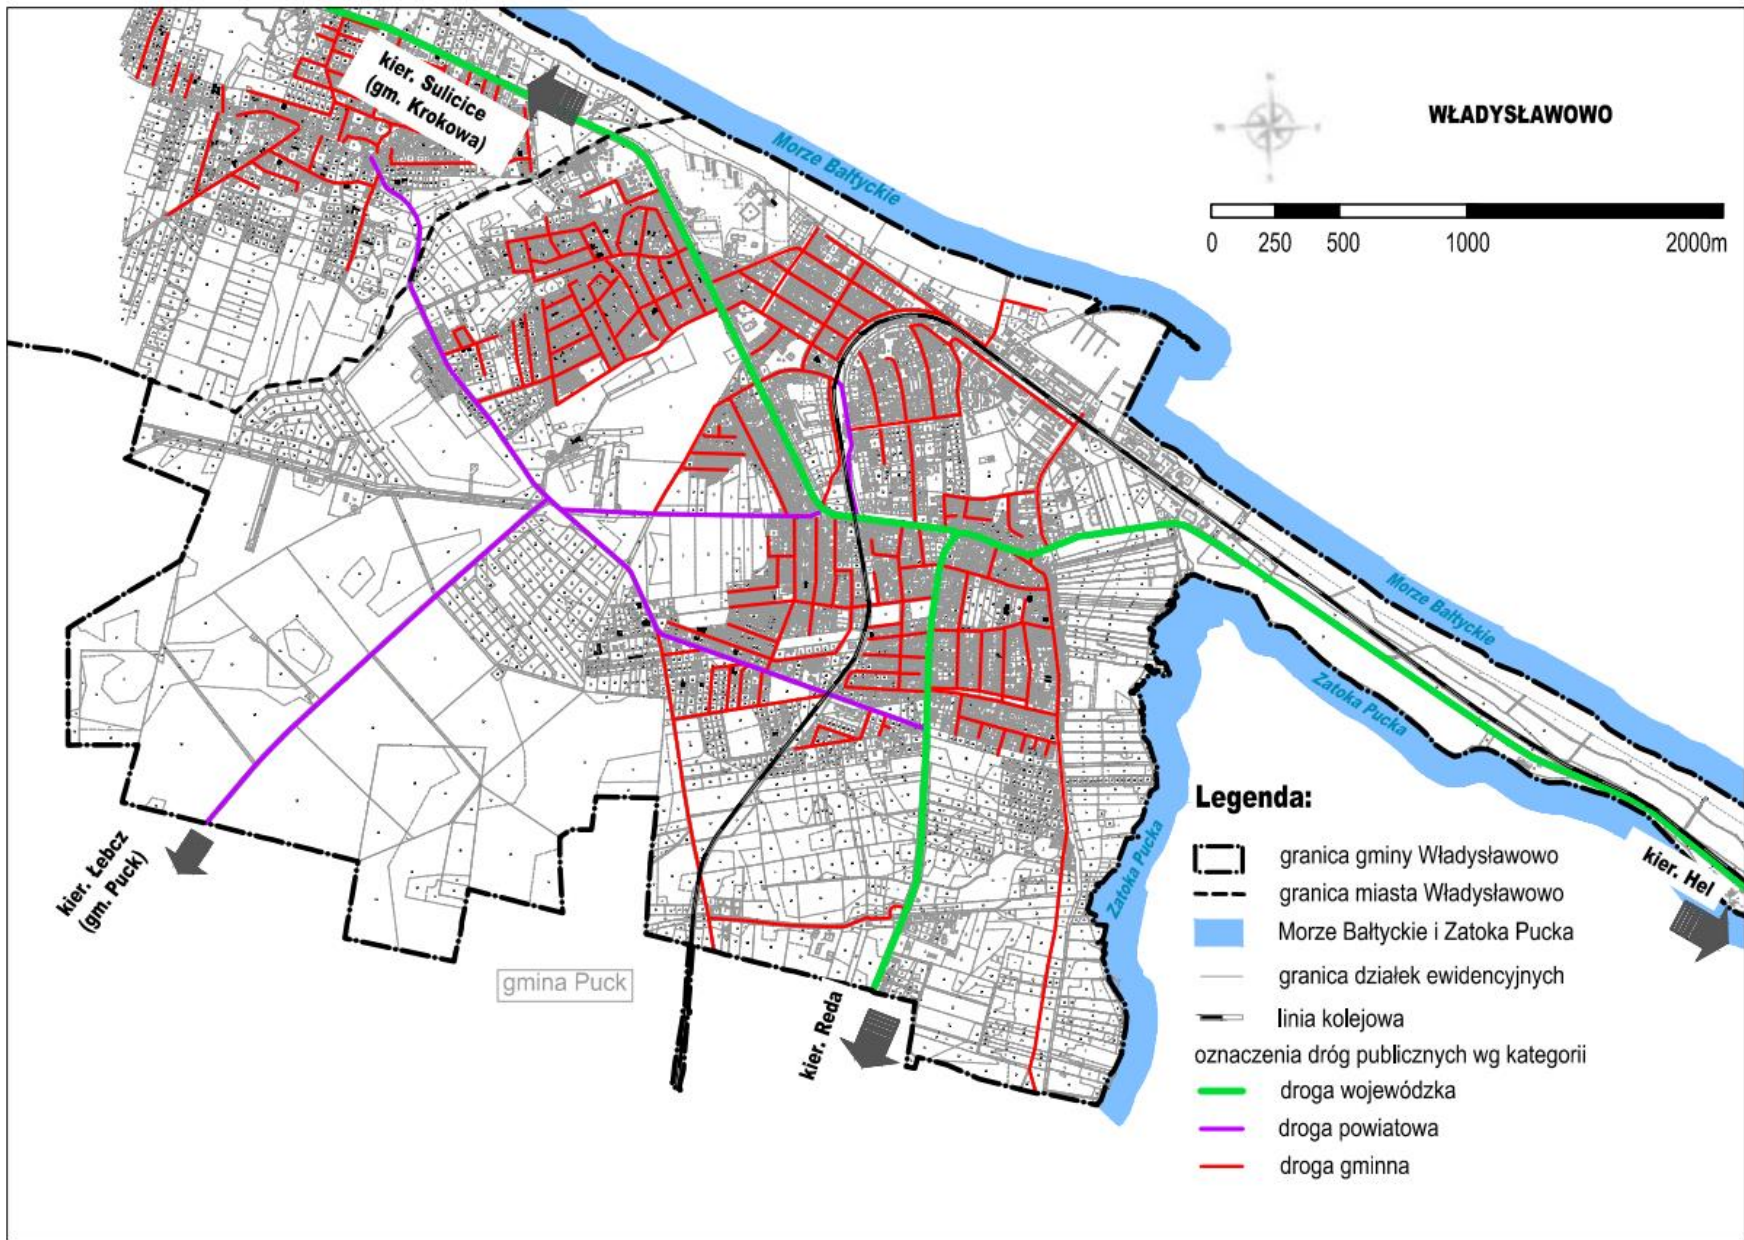 kier. Sulicice
(gm. Krokowa)
WŁADYSŁAWOWO
Morze Bałtyckie
0 250 500 1000 2000m
Morze Bałtyckie
Zatoka Pucka
Zatoka Pucka
kier. Hel
kier. Łebcz
(gm. Puck)
gmina Puck
kier. Reda
Legenda:
granica gminy Władysławowo
granica miasta Władysławowo
Morze Bałtyckie i Zatoka Pucka
granica działek ewidencyjnych
linia kolejowa
oznaczenia dróg publicznych wg kategorii
droga wojewódzka
droga powiatowa
droga gminna